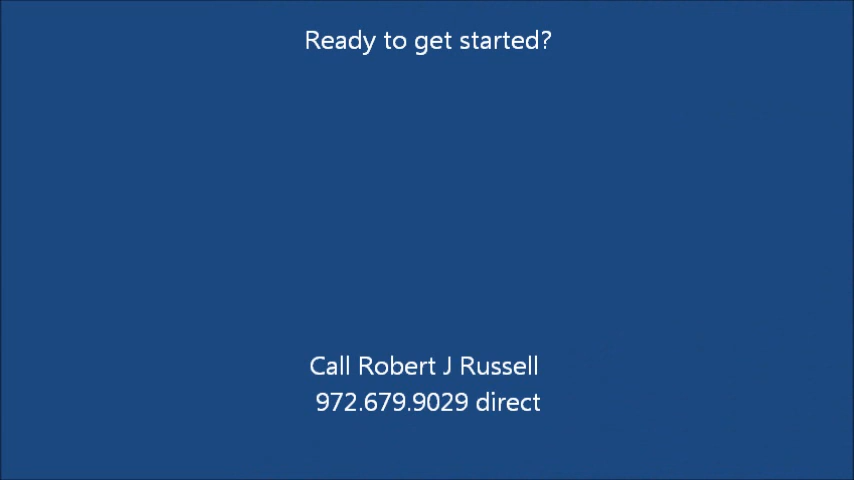 Ready to get started?
Call Robert J Russell
972.679.9029 direct